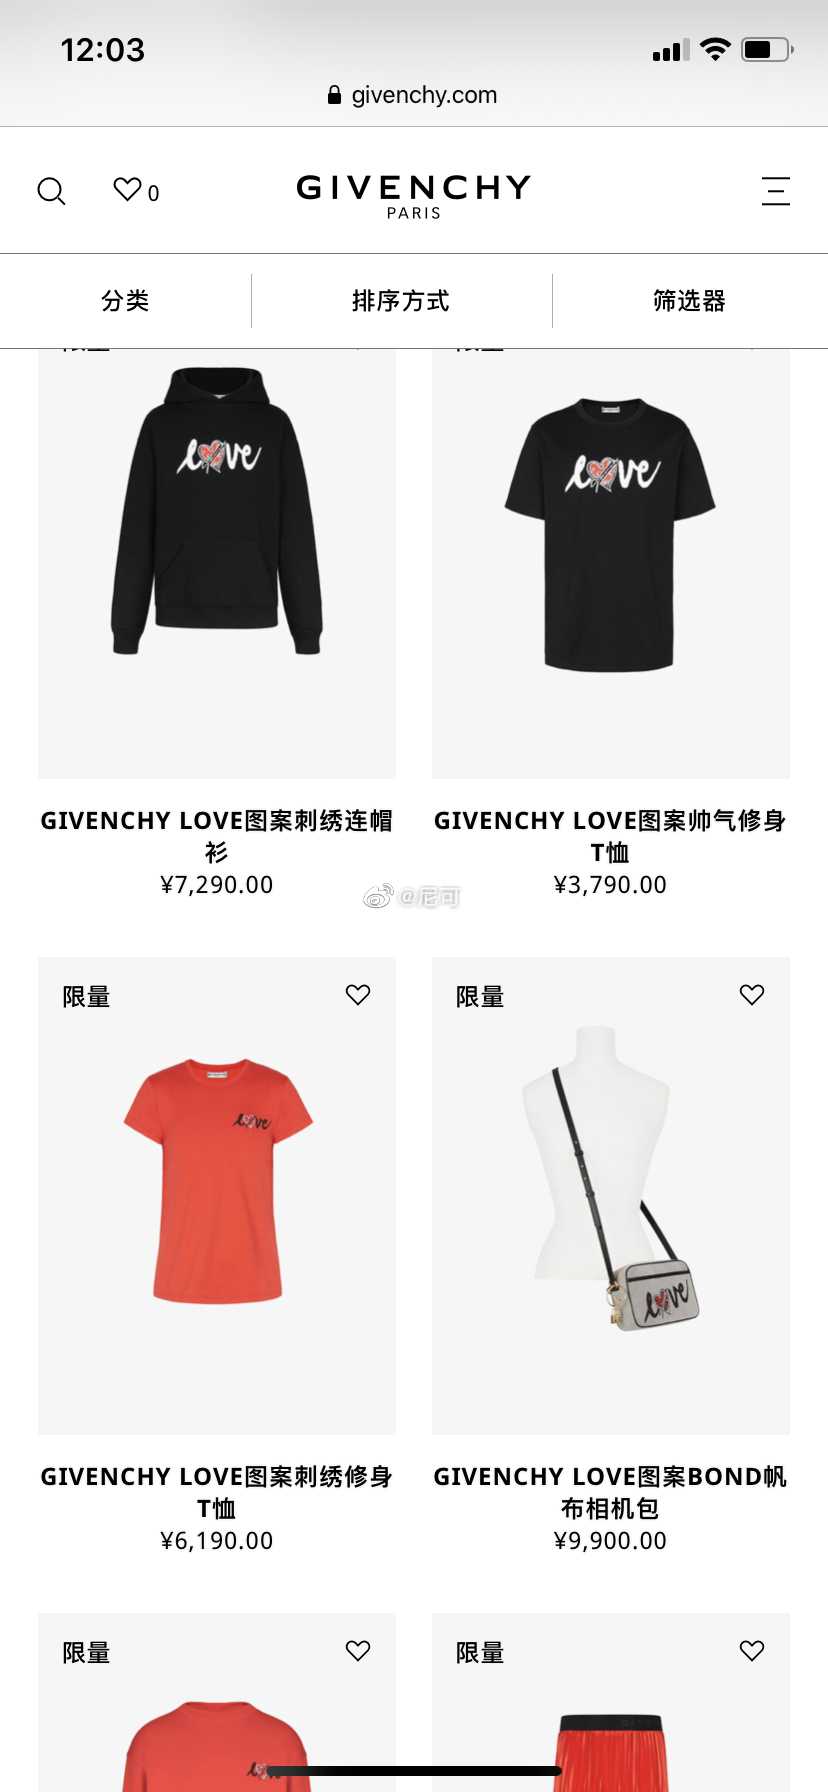 12:03
givenchy.com
0
GIVENCHY
PARIS
分类
排序方式
筛选器
限量
限量
love
love
GIVENCHY LOVE图案刺绣连帽
衫
¥7,290.00
GIVENCHY LOVE图案帅气修身
T恤
¥3,790.00
@尼可
限量
限量
love
love
GIVENCHY LOVE图案刺绣修身
T恤
¥6,190.00
GIVENCHY LOVE图案BOND帆
布相机包
¥9,900.00
限量
限量